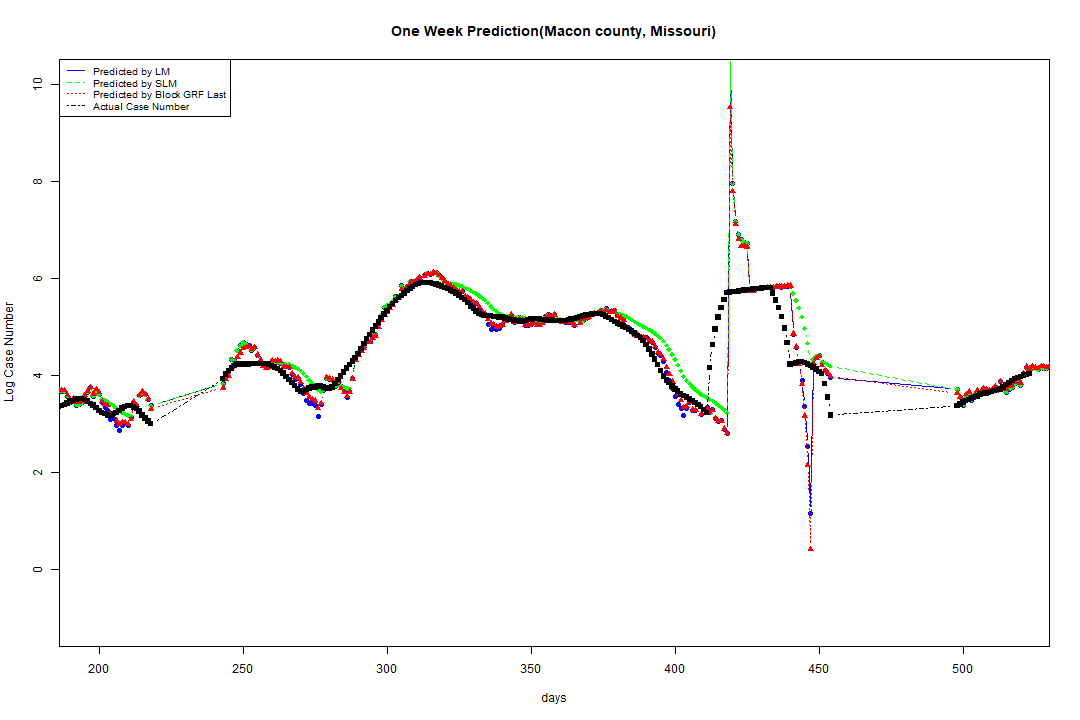 One Week Prediction(Macon county, Missouri)
Predicted by LM
Predicted by SLM
Predicted by Block GRF Last
Actual Case Number
Log Case Number
10
8
6
4
2
0
200 250 300 350 400 450 500
days